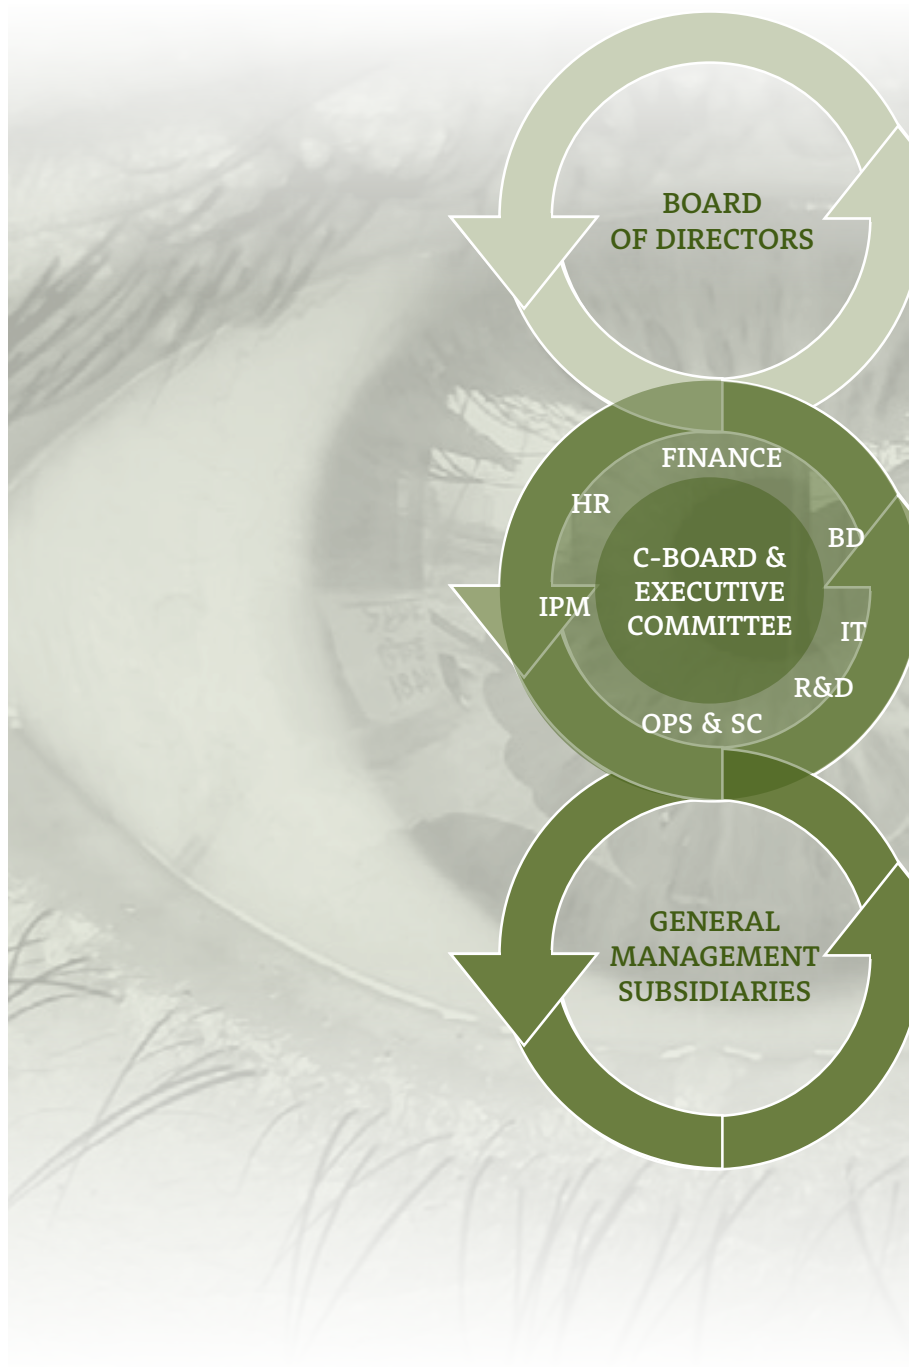 BOARD
OF DIRECTORS
FINANCE
HR
BD
C-BOARD &
EXECUTIVE
COMMITTEE
IPM
IT
R&D
OPS & SC
GENERAL
MANAGEMENT
SUBSIDIARIES